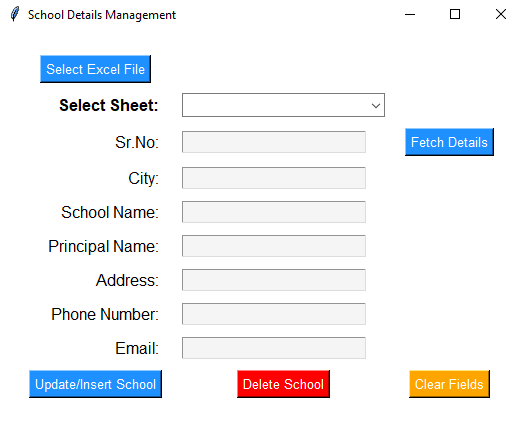 School Details Management
Select Excel File
Select Sheet:
Sr.No:
Fetch Details
City:
School Name:
Principal Name:
Address:
Phone Number:
Email:
Update/Insert School
Delete School
Clear Fields